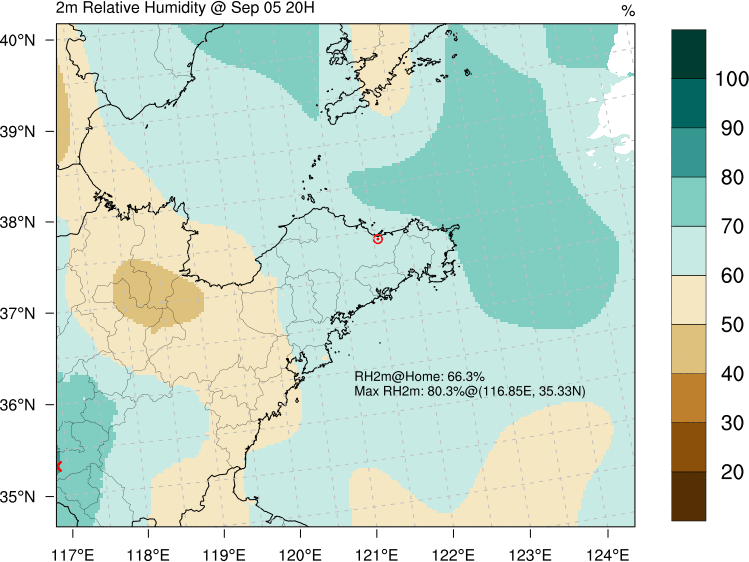 2m Relative Humidity @ Sep 05 20H
%
40°N
39°N
38°N
37°N
36°N
35°N
RH2m@Home: 66.3%
Max RH2m: 80.3%@(116.85E, 35.33N)
117°E 118°E 119°E 120°E 121°E 122°E 123°E 124°E
100
90
80
70
60
50
40
30
20